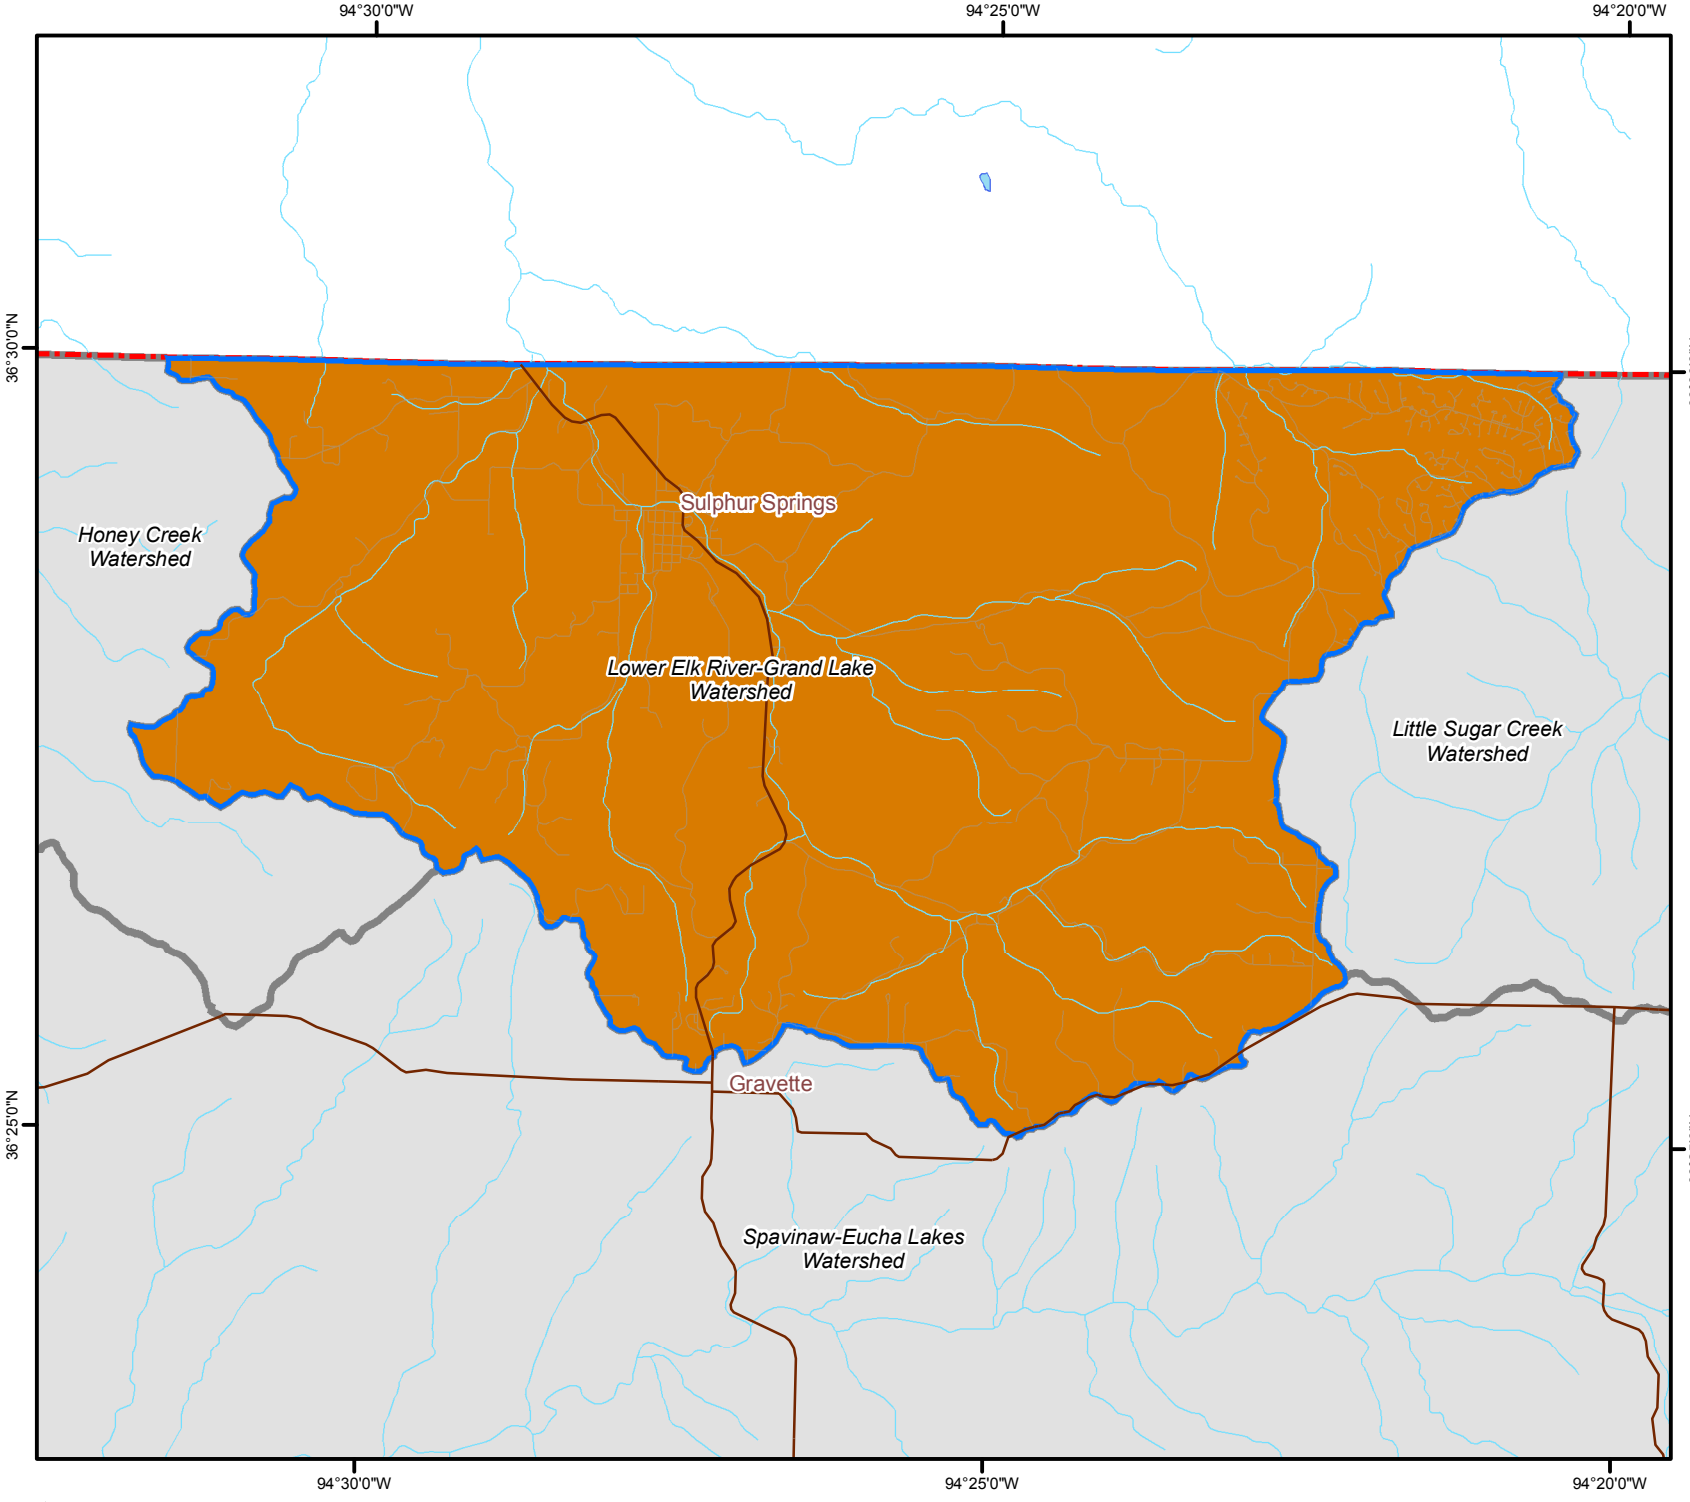 94°30'0"W
94°25'0"W
94°20'0"W
36°30'0"N
Sulphur Springs
Honey Creek
Watershed
Lower Elk River-Grand Lake
Watershed
Little Sugar Creek
Watershed
Gravette
36°25'0"N
Spavinaw-Eucha Lakes
Watershed
94°30'0"W
94°25'0"W
94°20'0"W